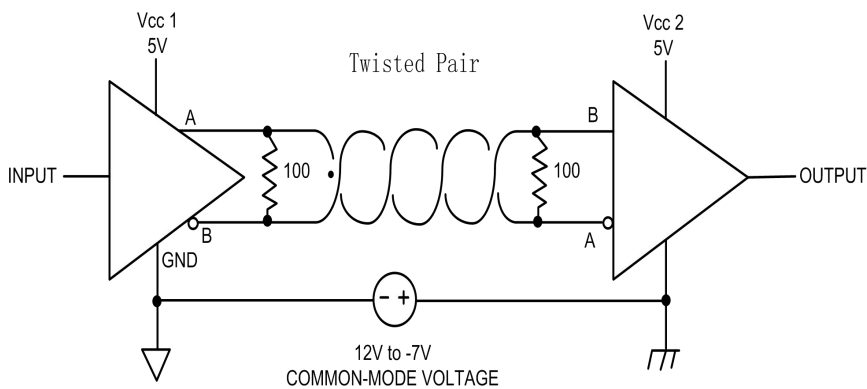 Vcc 1
5V
Vcc 2
5V
Twisted Pair
A
B
INPUT
100
100
OUTPUT
B
A
GND
- +
12V to -7V
COMMON-MODE VOLTAGE